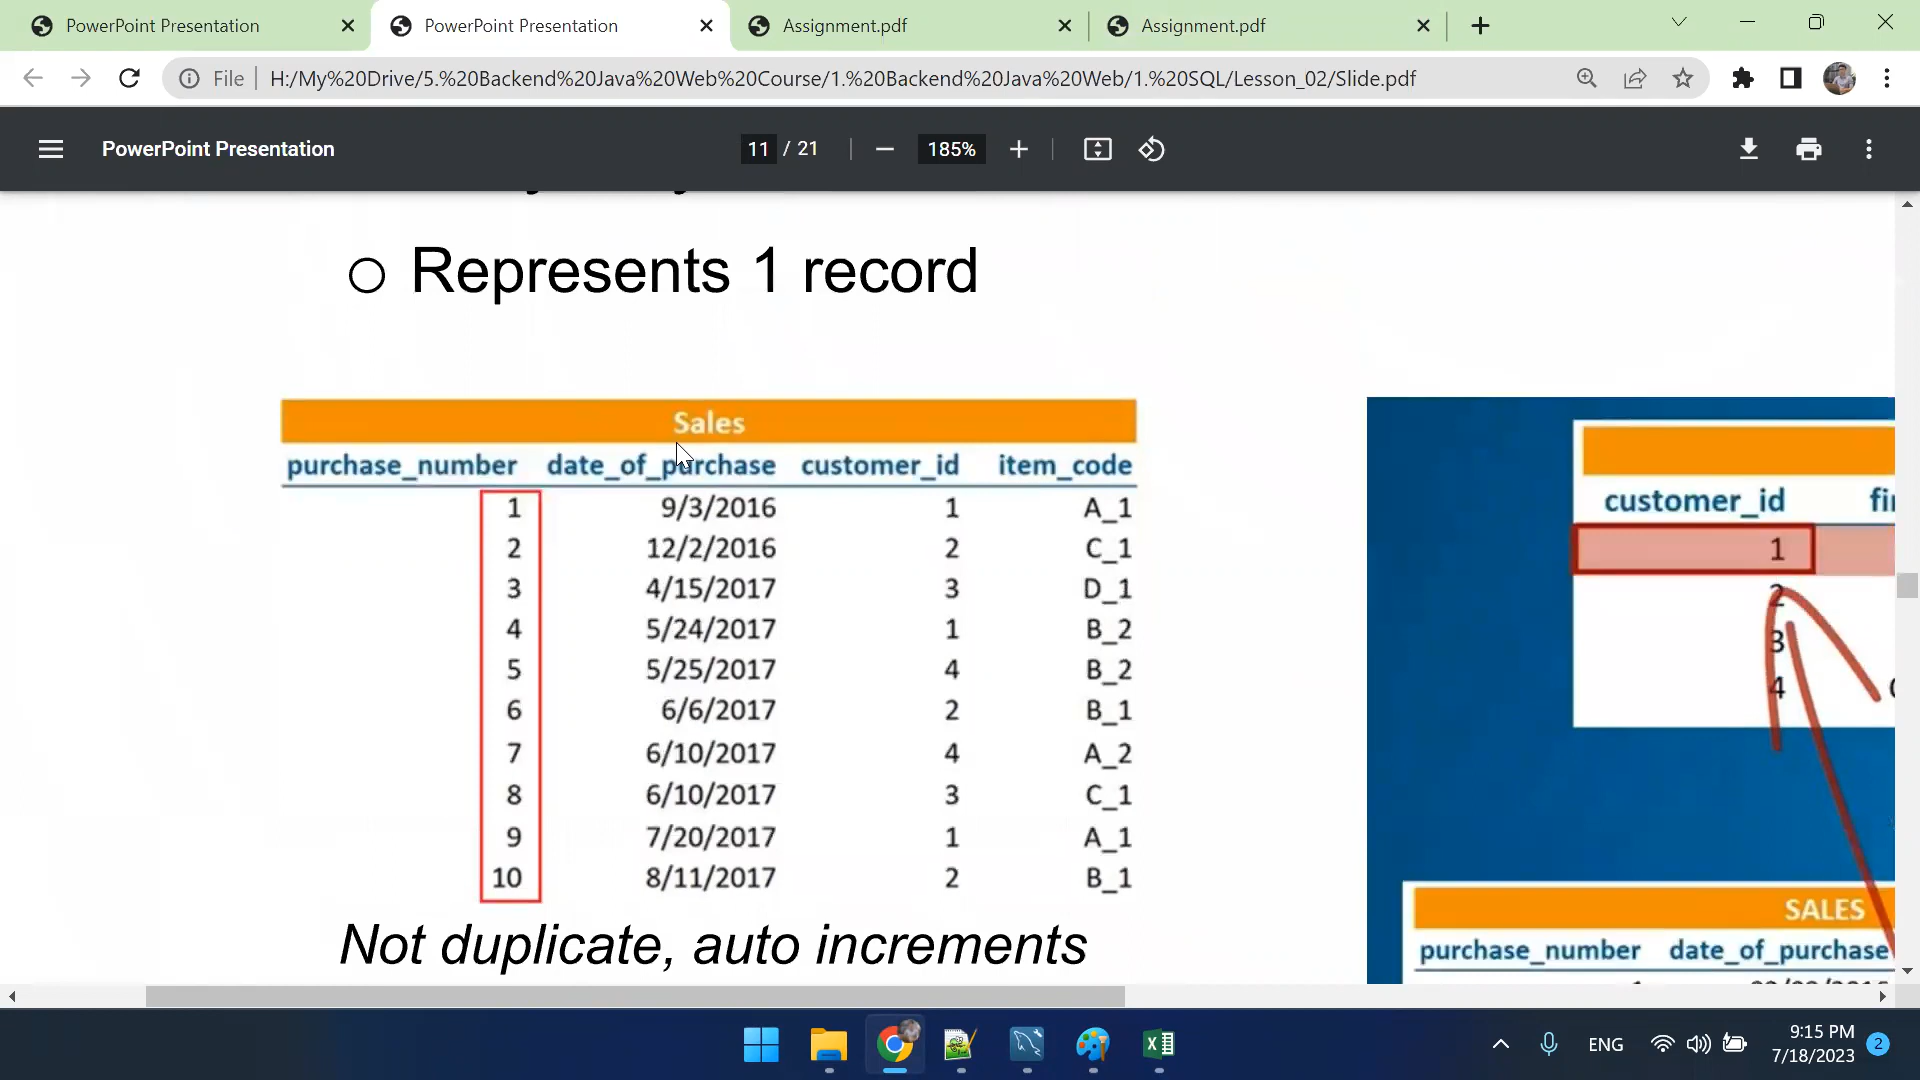 PowerPoint Presentation
PowerPoint Presentation
Assignment.pdf
Assignment.pdf
File
H:/My%20Drive/5.%20Backend%20Java%20Web%20Course/1.%20Backend%20Java%20Web/1.%20SQL/Lesson_02/Slide.pdf
PowerPoint Presentation
11 / 21
185%
Represents 1 record
Sales
purchase_number date_of_purchase customer_id item_code
1 9/3/2016 1 A_1
2 12/2/2016 2 C_1
3 4/15/2017 3 D_1
4 5/24/2017 1 B_2
5 5/25/2017 4 B_2
6 6/6/2017 2 B_1
7 6/10/2017 4 A_2
8 6/10/2017 3 C_1
9 7/20/2017 1 A_1
10 8/11/2017 2 B_1
Not duplicate, auto increments
customer_id
1
2
3
4
SALES
purchase_number date_of_purchase
ENG
9:15 PM
7/18/2023
2